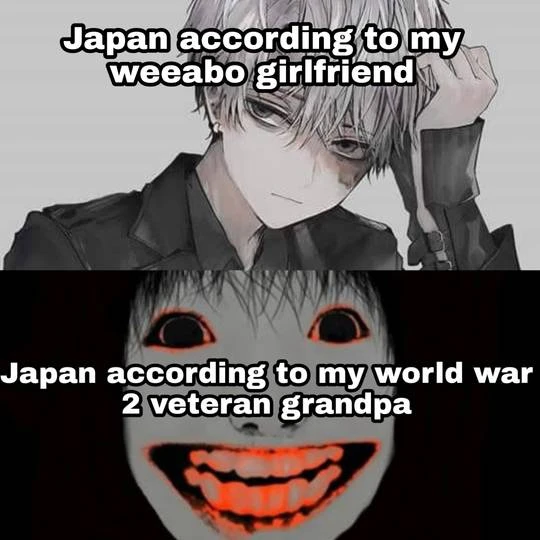 Japan according to my
weeabo girlfriend
Japan according to my world war
2 veteran grandpa